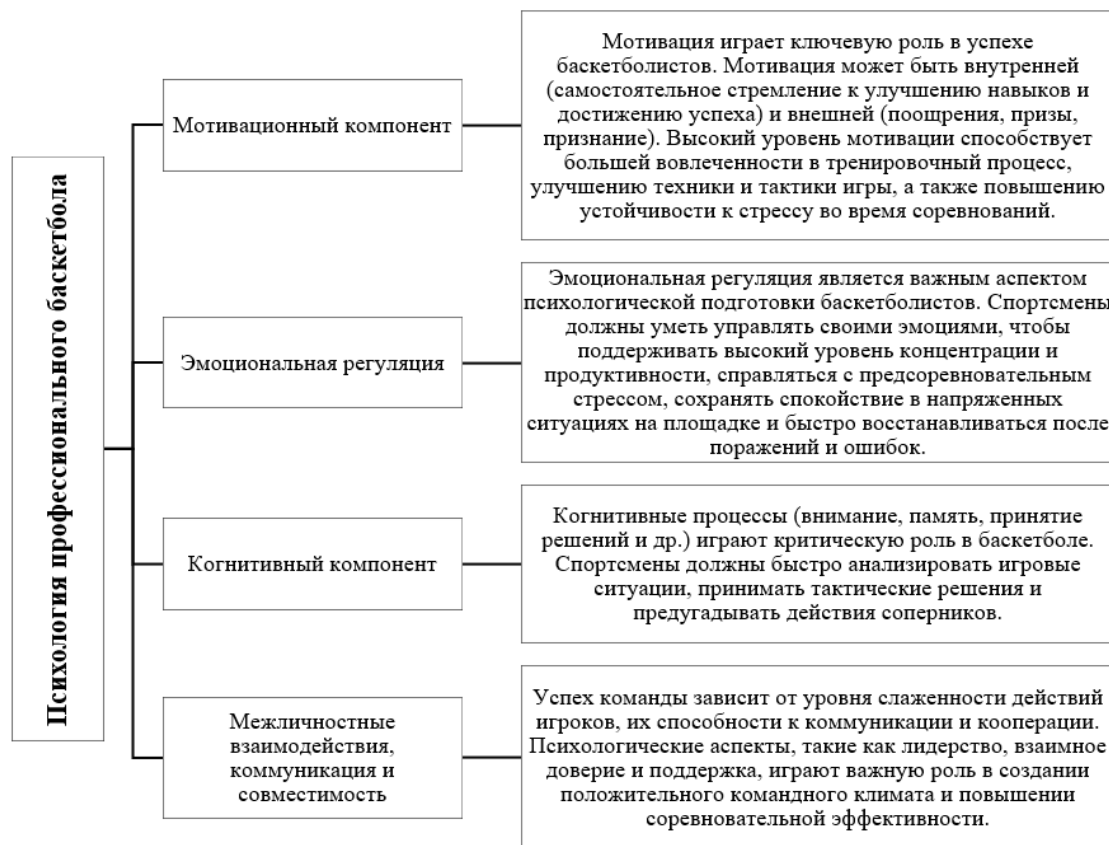 Психология профессионального баскетбола
Мотивационный компонент
Мотивация играет ключевую роль в успехе
баскетболистов. Мотивация может быть внутренней
(самостоятельное стремление к улучшению навыков и
достижению успеха) и внешней (поощрения, призы,
признание). Высокий уровень мотивации способствует
большей вовлеченности в тренировочный процесс,
улучшению техники и тактики игры, а также повышению
устойчивости к стрессу во время соревнований.
Эмоциональная регуляция
Эмоциональная регуляция является важным аспектом
психологической подготовки баскетболистов. Спортсмены
должны уметь управлять своими эмоциями, чтобы
поддерживать высокий уровень концентрации и
продуктивности, справляться с предсоревновательным
стрессом, сохранять спокойствие в напряженных
ситуациях на площадке и быстро восстанавливаться после
поражений и ошибок.
Когнитивный компонент
Когнитивные процессы (внимание, память, принятие
решений и др.) играют критическую роль в баскетболе.
Спортсмены должны быстро анализировать игровые
ситуации, принимать тактические решения и
предугадывать действия соперников.
Межличностные
взаимодействия,
коммуникация и
совместимость
Успех команды зависит от уровня слаженности действий
игроков, их способности к коммуникации и кооперации.
Психологические аспекты, такие как лидерство, взаимное
доверие и поддержка, играют важную роль в создании
положительного командного климата и повышении
соревновательной эффективности.